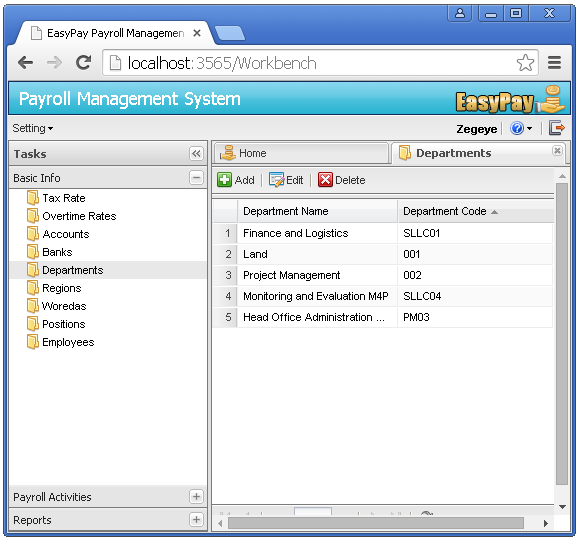 EasyPay Payroll Management
localhost:3565/Workbench
Payroll Management System
EasyPay
Setting
Zegeye
Tasks
Basic Info
Tax Rate
Overtime Rates
Accounts
Banks
Departments
Regions
Woredas
Positions
Employees
Payroll Activities
Reports
Home
Departments
Add
Edit
Delete
Department Name Department Code
1 Finance and Logistics SLLC01
2 Land 001
3 Project Management 002
4 Monitoring and Evaluation M4P SLLC04
5 Head Office Administration ... PM03